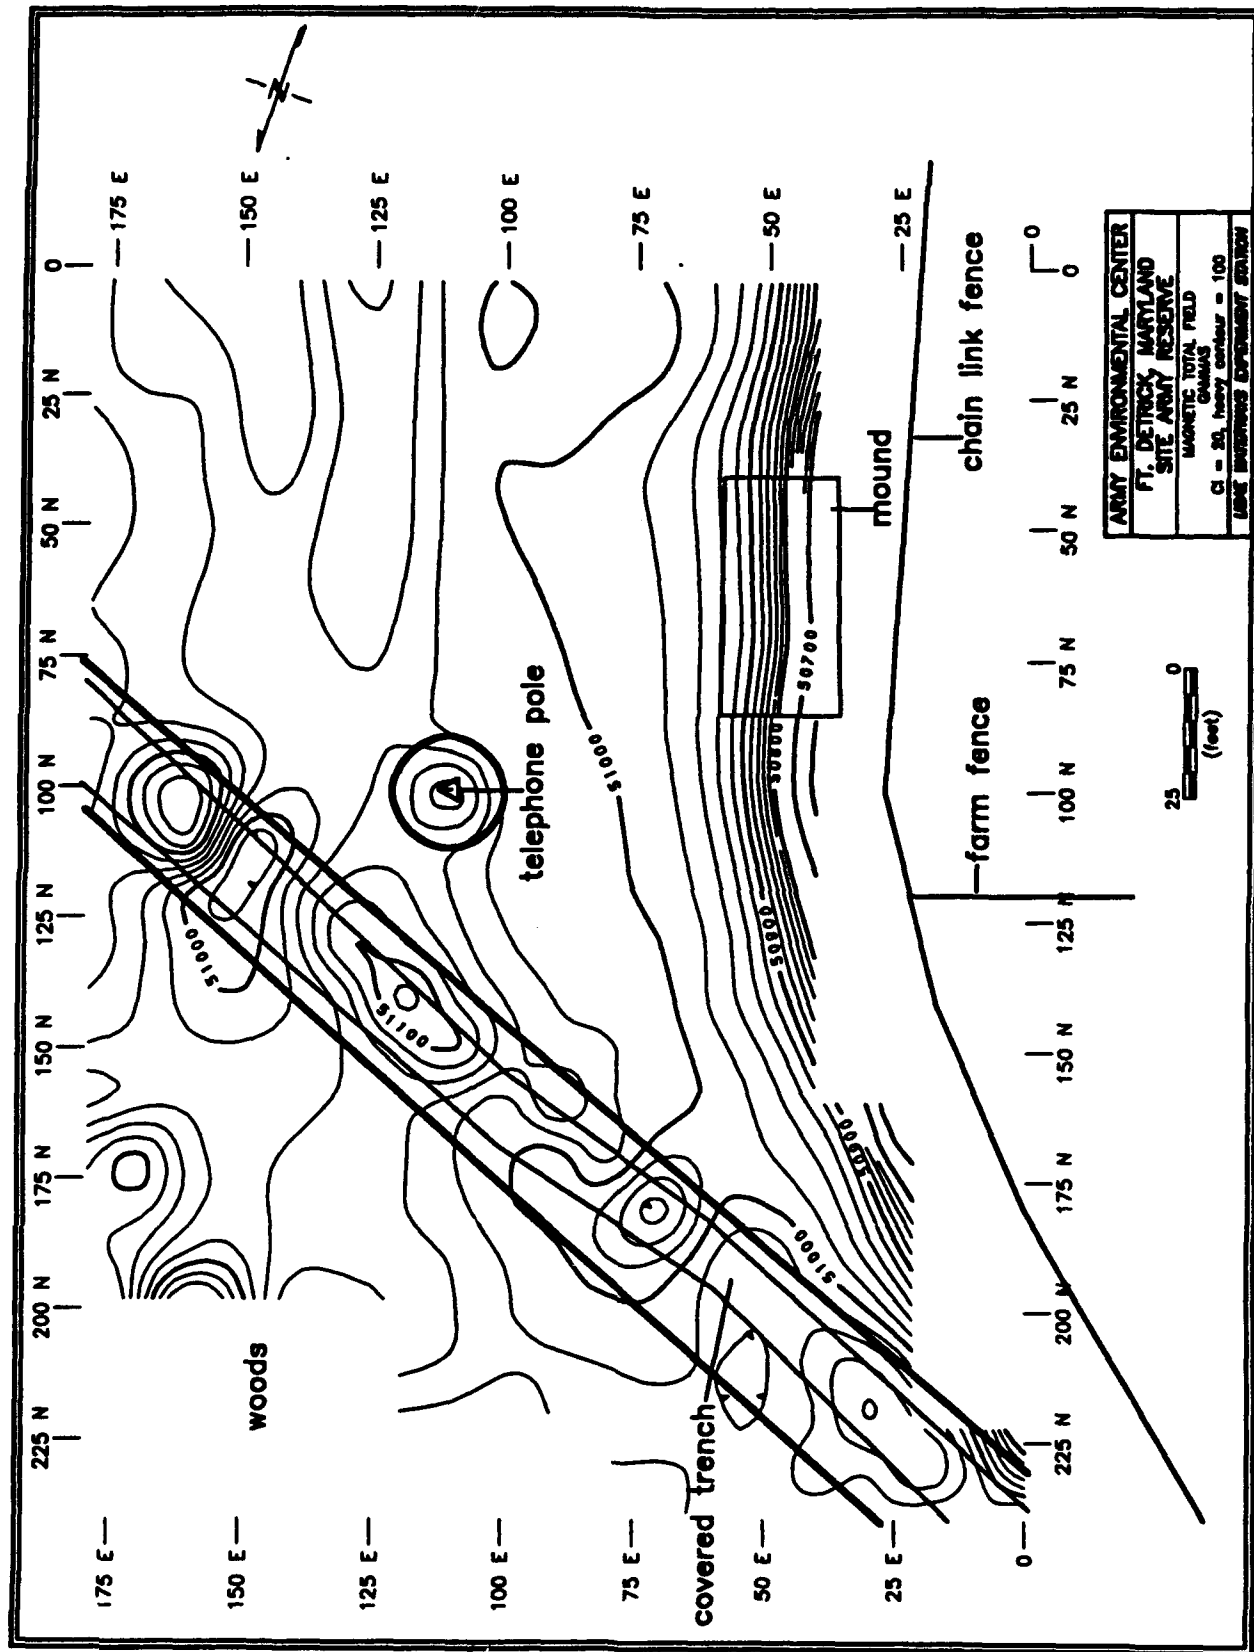 0
25 N
50 N
75 N
100 N
125 N
150 N
175 N
200 N
225 N
175 E
150 E
125 E
100 E
75 E
50 E
25 E
0
175 E
150 E
125 E
100 E
75 E
50 E
25 E
0
0
25 N
50 N
75 N
100 N
125 N
150 N
175 N
200 N
225 N
N
woods
telephone pole
covered trench
mound
chain link fence
farm fence
51000
51100
51000
51000
50700
50800
50800
50900
25 0
(feet)
ARMY ENVIRONMENTAL CENTER
FT. DETRICK, MARYLAND
SITE ARMY RESERVE
MAGNETIC TOTAL FIELD
GAMMAS
CI = 20, heavy contour = 100
EXPERIMENT STATION